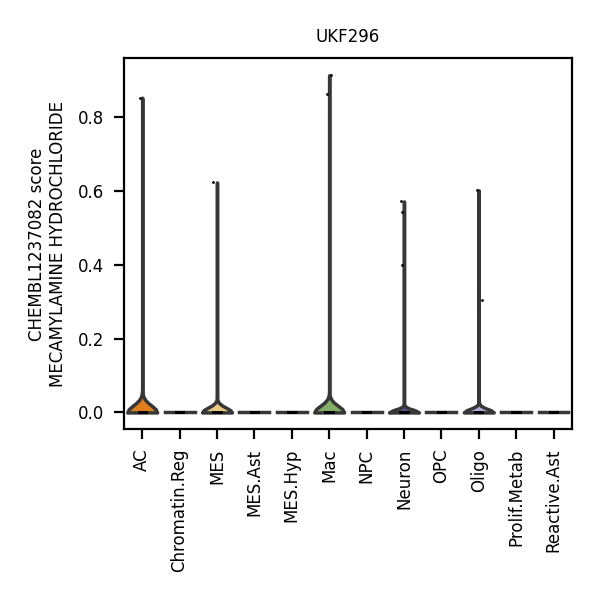 UKF296
CHEMBL1237082 score
MECAMYLAMINE HYDROCHLORIDE
0.8
0.6
0.4
0.2
0.0
AC
Chromatin.Reg
MES
MES.Ast
MES.Hyp
Mac
NPC
Neuron
OPC
Oligo
Prolif.Metab
Reactive.Ast